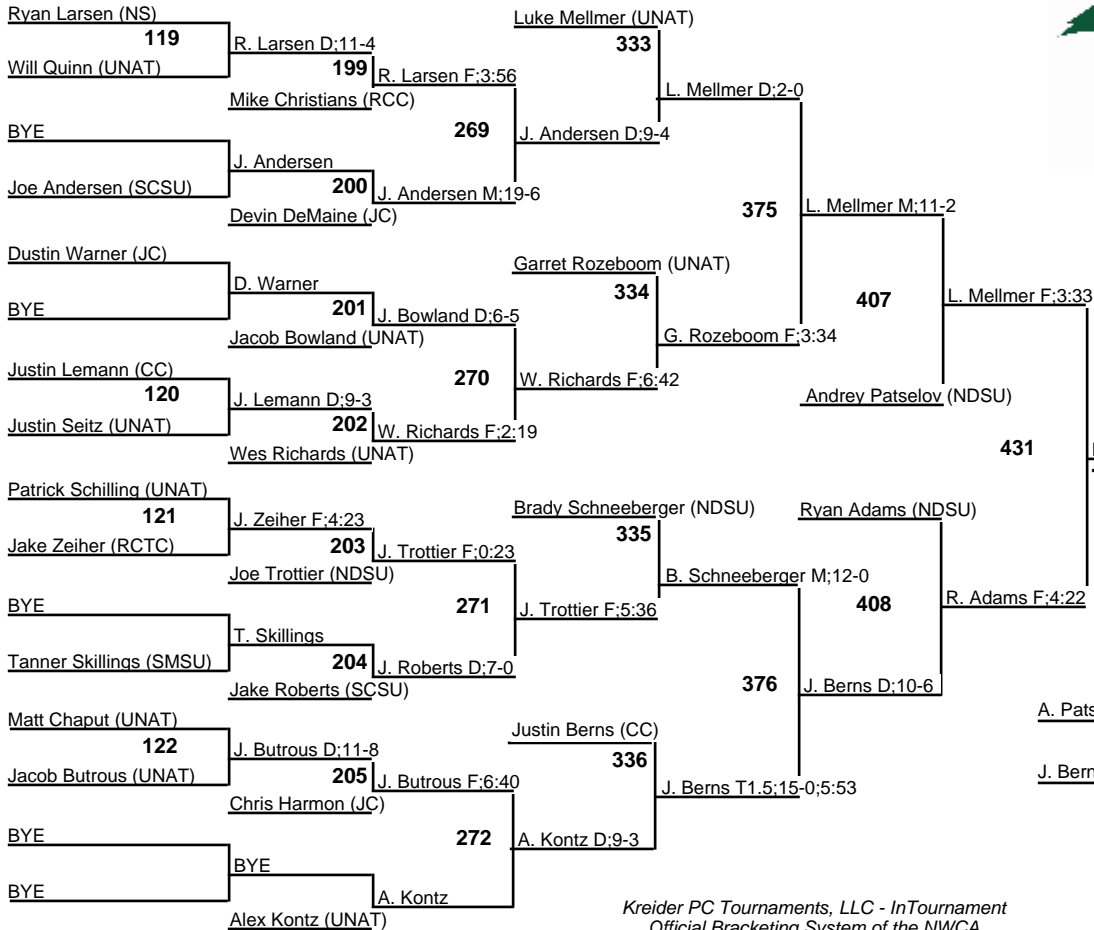 Ryan Larsen (NS)
119
Will Quinn (UNAT)
R. Larsen D;11-4
199
Mike Christians (RCC)
R. Larsen F;3:56
BYE
Joe Andersen (SCSU)
J. Andersen
200
Devin DeMaine (JC)
J. Andersen M;19-6
269
J. Andersen D;9-4
Luke Mellmer (UNAT)
333
L. Mellmer D;2-0
Dustin Warner (JC)
BYE
D. Warner
201
Jacob Bowland (UNAT)
J. Bowland D;6-5
Justin Lemann (CC)
120
Justin Seitz (UNAT)
J. Lemann D;9-3
202
Wes Richards (UNAT)
W. Richards F;2:19
270
W. Richards F;6:42
Garret Rozeboom (UNAT)
334
G. Rozeboom F;3:34
375
L. Mellmer M;11-2
407
Andrey Patselov (NDSU)
L. Mellmer F;3:33
431
Patrick Schilling (UNAT)
121
Jake Zeiher (RCTC)
J. Zeiher F;4:23
203
Joe Trottier (NDSU)
J. Trottier F;0:23
BYE
Tanner Skillings (SMSU)
T. Skillings
204
Jake Roberts (SCSU)
J. Roberts D;7-0
271
J. Trottier F;5:36
Brady Schneeberger (NDSU)
335
B. Schneeberger M;12-0
Matt Chaput (UNAT)
122
Jacob Butrous (UNAT)
J. Butrous D;11-8
205
Chris Harmon (JC)
J. Butrous F;6:40
BYE
BYE
BYE
Alex Kontz (UNAT)
A. Kontz
272
A. Kontz D;9-3
Justin Berns (CC)
336
J. Berns T1.5;15-0;5:53
376
J. Berns D;10-6
Ryan Adams (NDSU)
408
R. Adams F;4:22
A. Pats
J. Bern
Kreider PC Tournaments, LLC - InTournament
Official Bracketing System of the NWCA